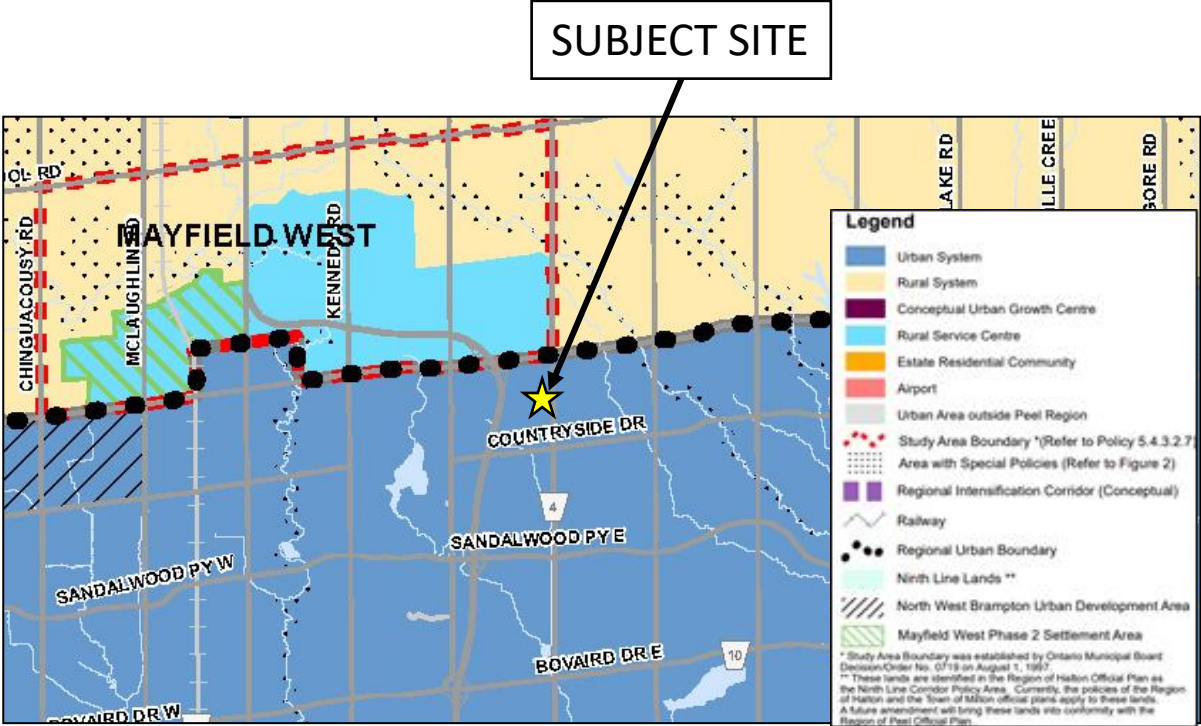 SUBJECT SITE
OL RD
CHINGUACOUSY RD
MCLAUGHLIN RD
MAYFIELD WEST
KENNEDY RD
LAKE RD
LLE CREE
GORE RD
COUNTRYSIDE DR
4
SANDALWOOD PY E
SANDALWOOD PY W
BOVAIRD DR E
10
BOVAIRD DR W
Legend
Urban System
Rural System
Conceptual Urban Growth Centre
Rural Service Centre
Estate Residential Community
Airport
Urban Area outside Peel Region
Study Area Boundary *(Refer to Policy 5.4.3.2.7)
Area with Special Policies (Refer to Figure 2)
Regional Intensification Corridor (Conceptual)
Railway
Regional Urban Boundary
Ninth Line Lands **
North West Brampton Urban Development Area
Mayfield West Phase 2 Settlement Area
* Study Area Boundary was established by Ontario Municipal Board
Decision/Order No. 0719 on August 1, 1997.
** These lands are identified in the Region of Halton Official Plan as
the Ninth Line Corridor Policy Area. Currently, the policies of the Region
of Halton and the Town of Milton official plans apply to these lands.
A future amendment will bring these lands into conformity with the
Region of Peel Official Plan.